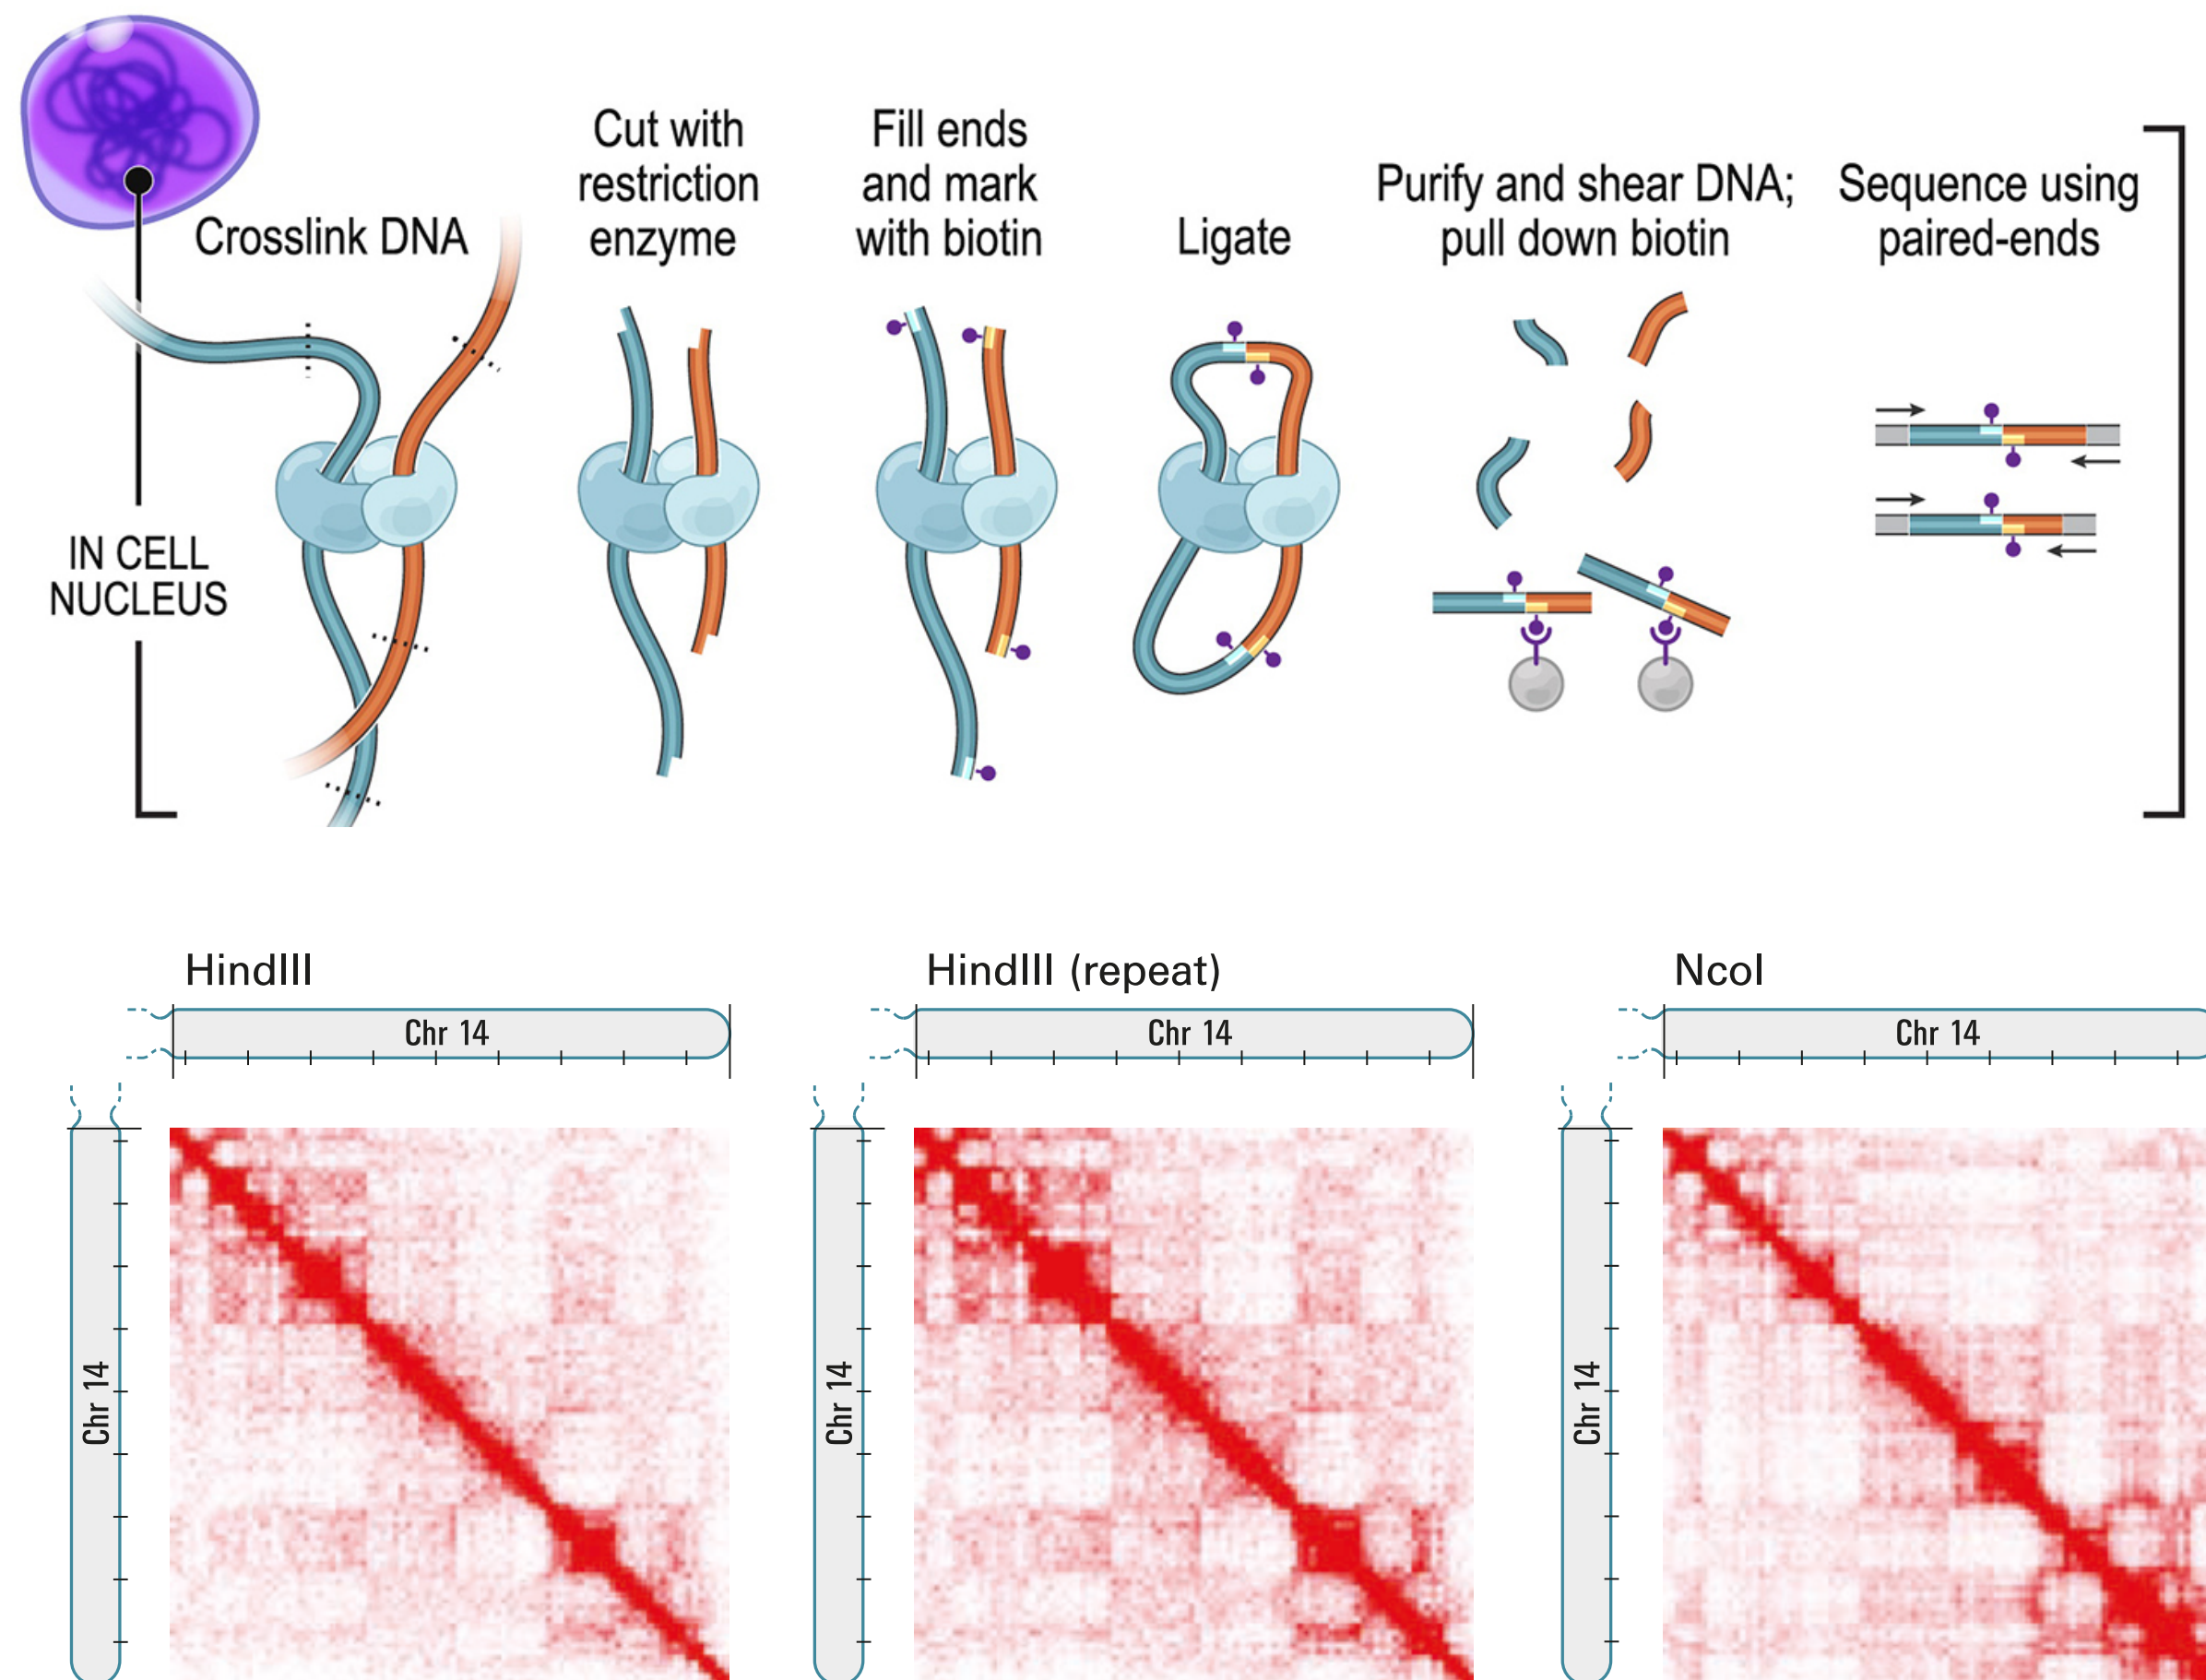 Crosslink DNA
Cut with
restriction
enzyme
Fill ends
and mark
with biotin
Ligate
Purify and shear DNA;
pull down biotin
Sequence using
paired-ends
IN CELL
NUCLEUS
HindIII
Chr 14
Chr 14
HindIII (repeat)
Chr 14
Chr 14
NcoI
Chr 14
Chr 14